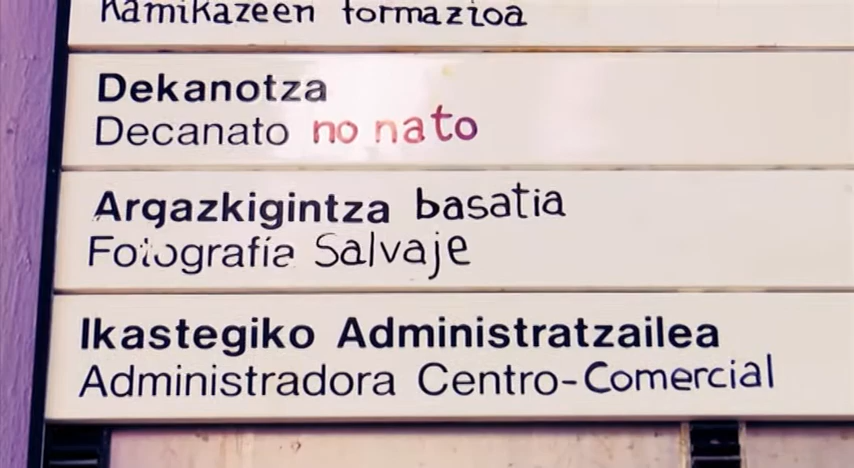 Kamikazeen formazioa
Dekanotza
Decanato no nato
Argazkigintza basatia
Fotografía Salvaje
Ikastegiko Administratzailea
Administradora Centro-Comercial